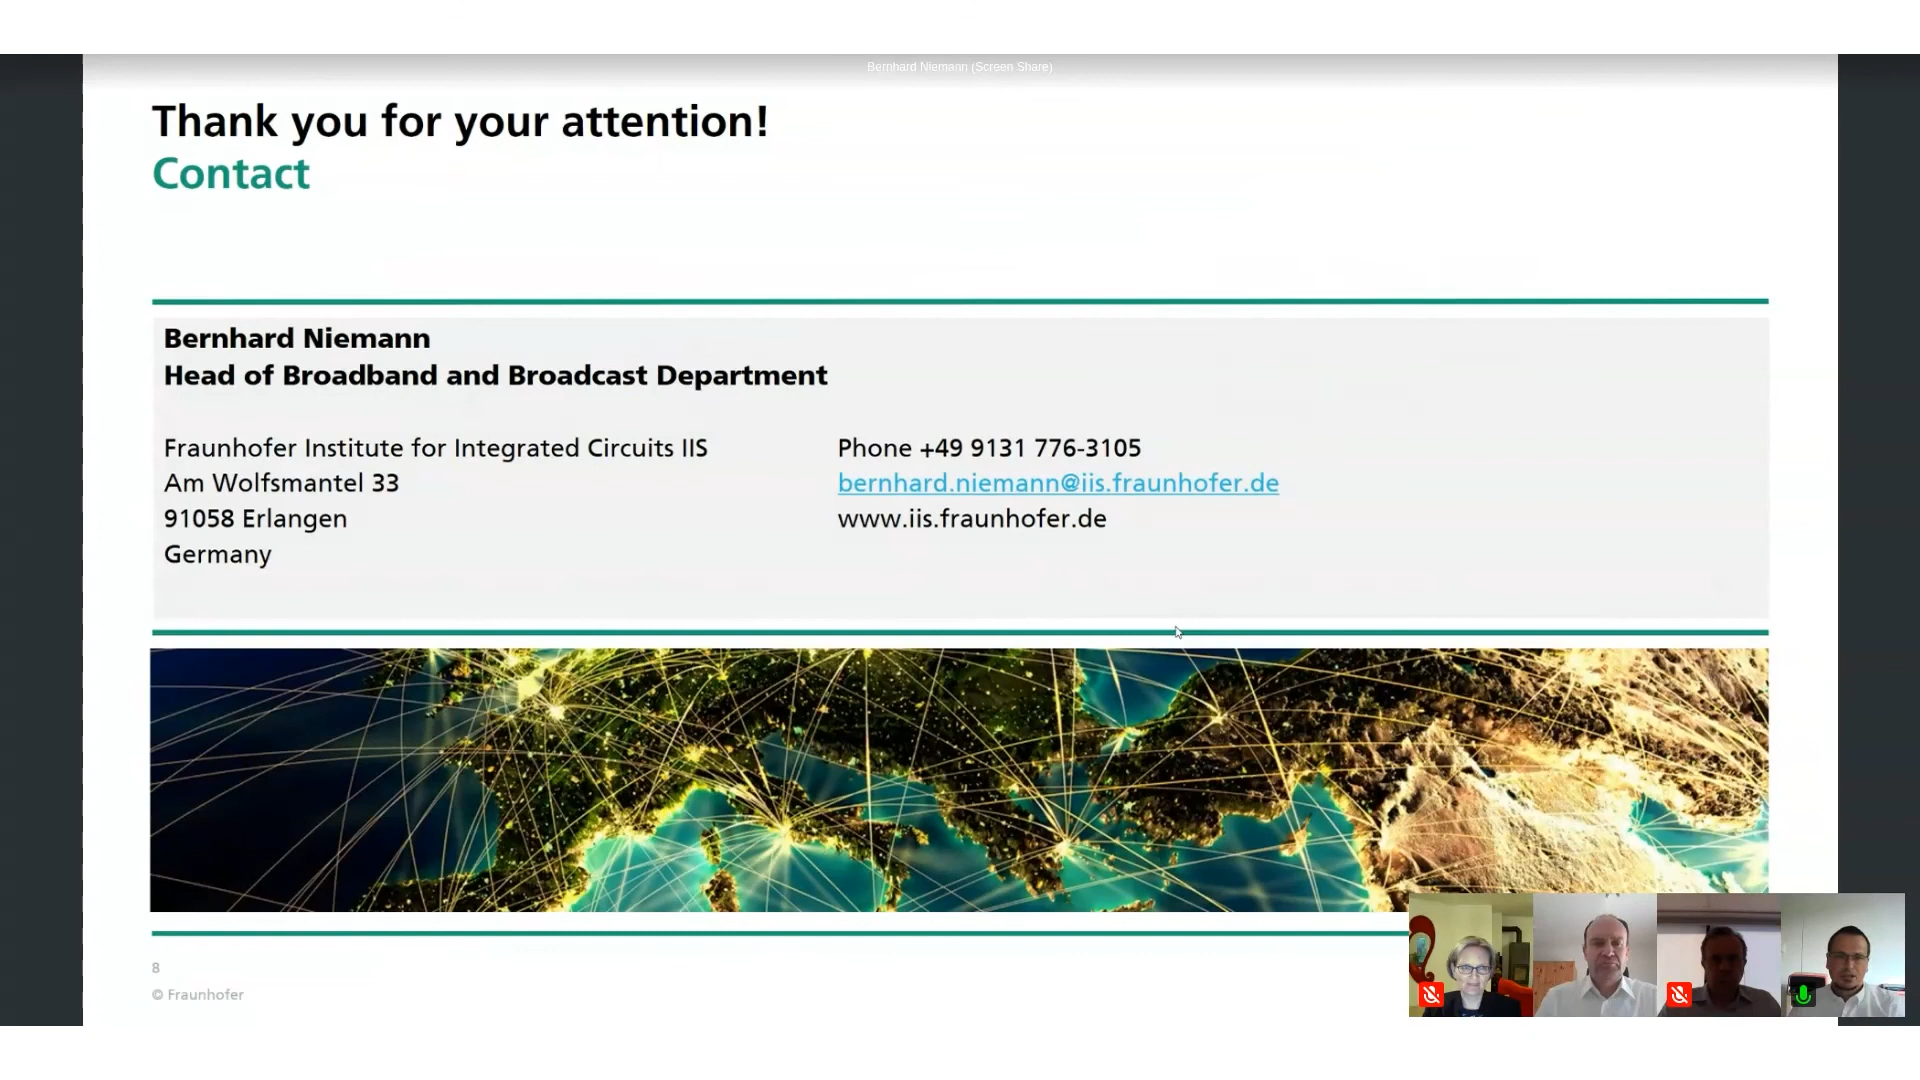 Bernhard Niemann (Screen Share)
Thank you for your attention!
Contact
Bernhard Niemann
Head of Broadband and Broadcast Department
Fraunhofer Institute for Integrated Circuits IIS
Am Wolfsmantel 33
91058 Erlangen
Germany
Phone +49 9131 776-3105
bernhard.niemann@iis.fraunhofer.de
www.iis.fraunhofer.de
8
© Fraunhofer